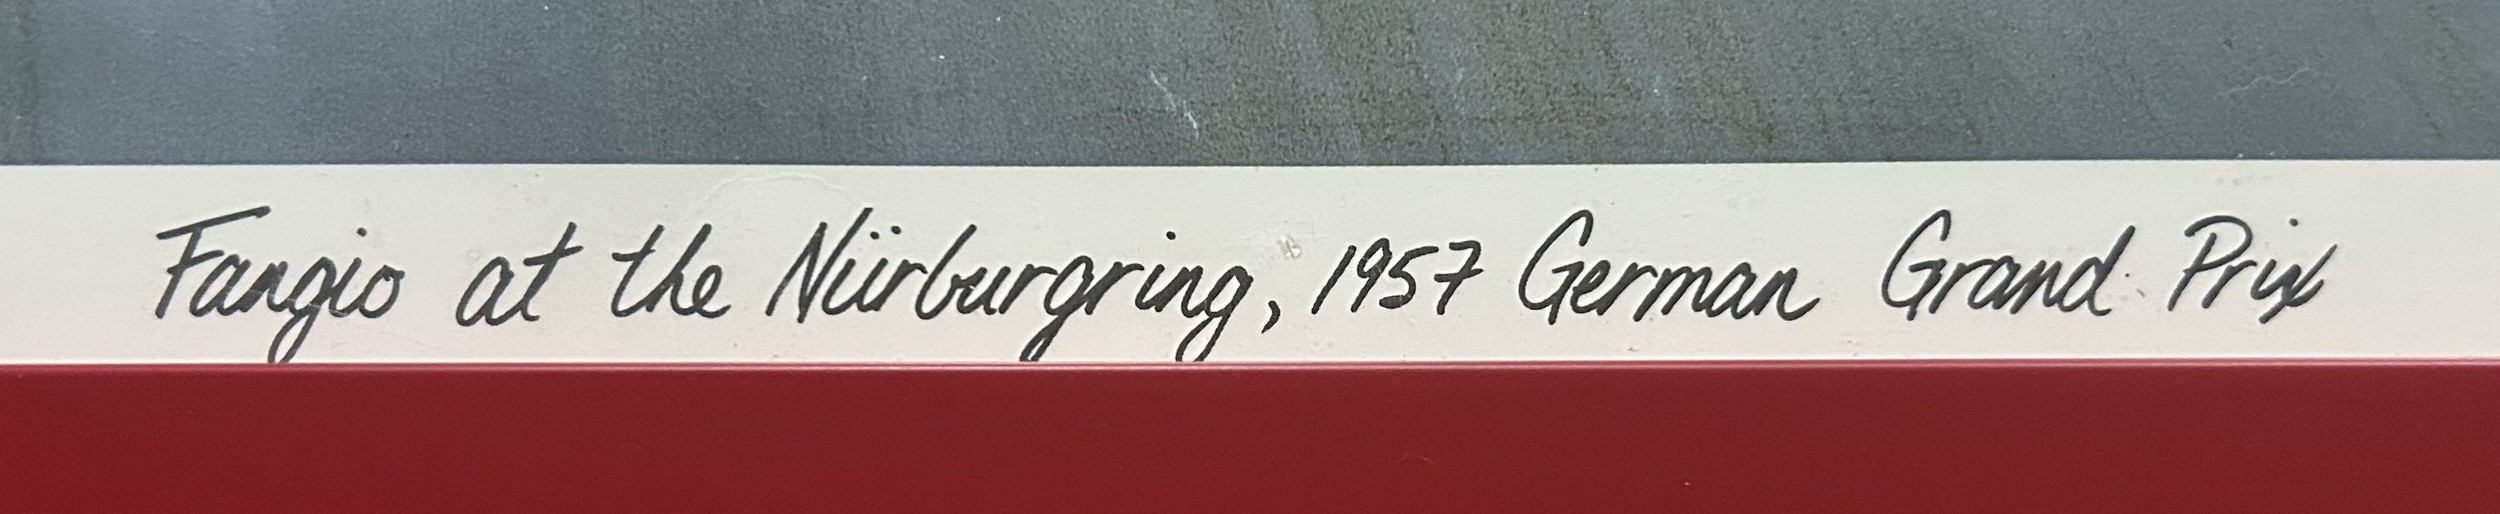 Fangio at the Nürburgring, 1957 German Grand Prix